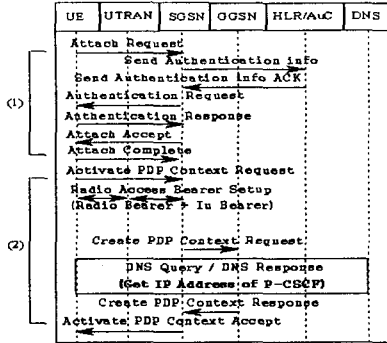 UE UTRAN SGSN GGSN HLR/AuC DNS
Attach Request
Send Authentication info
Send Authentication info ACK
Authentication Request
(1)
Authentication Response
Attach Accept
Attach Complete
Activate PDP Context Request
Radio Access Bearer Setup
(Radio Bearer + Iu Bearer)
(2)
Create PDP Context Request
DNS Query / DNS Response
(Get IP Address of P-CSCF)
Create PDP Context Response
Activate PDP Context Accept